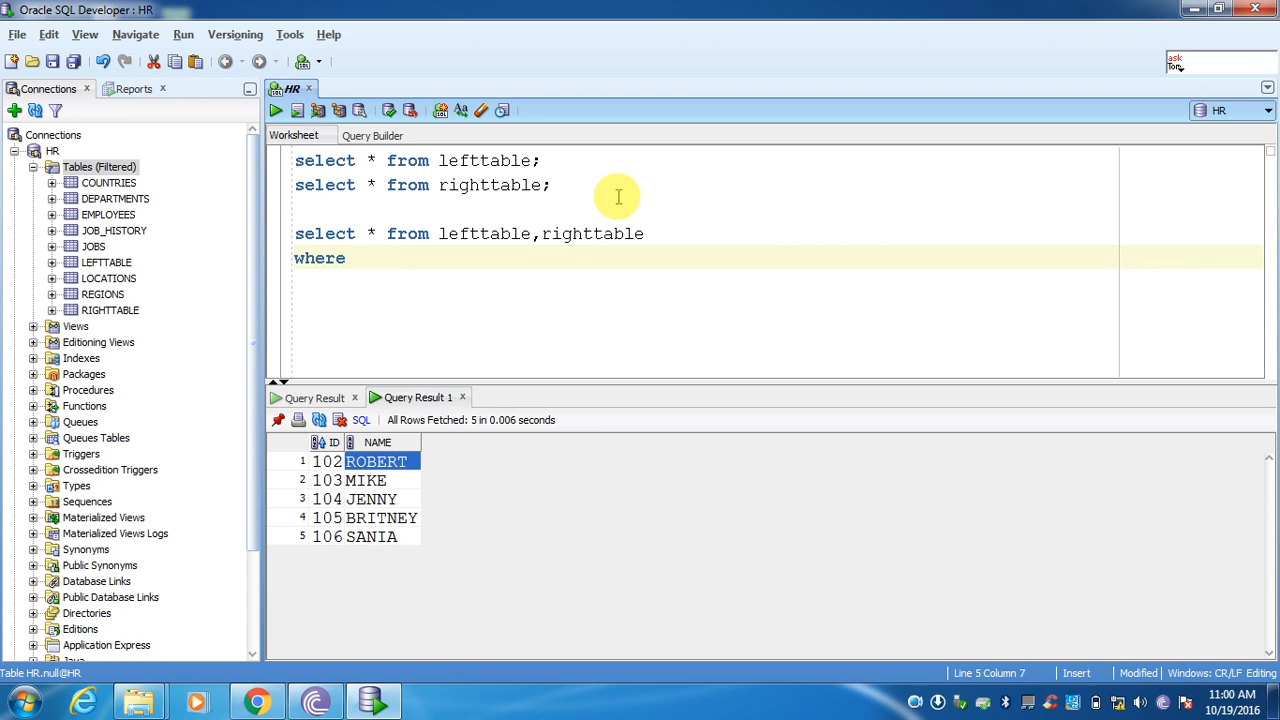 Oracle SQL Developer : HR
File Edit View Navigate Run Versioning Tools Help
ask
Tom
Connections
Reports
HR
HR
Worksheet
Query Builder
Connections
HR
Tables (Filtered)
COUNTRIES
DEPARTMENTS
EMPLOYEES
JOB_HISTORY
JOBS
LEFTTABLE
LOCATIONS
REGIONS
RIGHTTABLE
Views
Editioning Views
Indexes
Packages
Procedures
Functions
Queues
Queues Tables
Triggers
Crossedition Triggers
Types
Sequences
Materialized Views
Materialized Views Logs
Synonyms
Public Synonyms
Database Links
Public Database Links
Directories
Editions
Application Express
Java
select * from lefttable;
select * from righttable;
select * from lefttable,righttable
where
Query Result
Query Result 1
SQL
All Rows Fetched: 5 in 0.006 seconds
ID NAME
1 102 ROBERT
2 103 MIKE
3 104 JENNY
4 105 BRITNEY
5 106 SANIA
Table HR.null@HR
Line 5 Column 7
Insert
Modified
Windows: CR/LF Editing
11:00 AM
10/19/2016